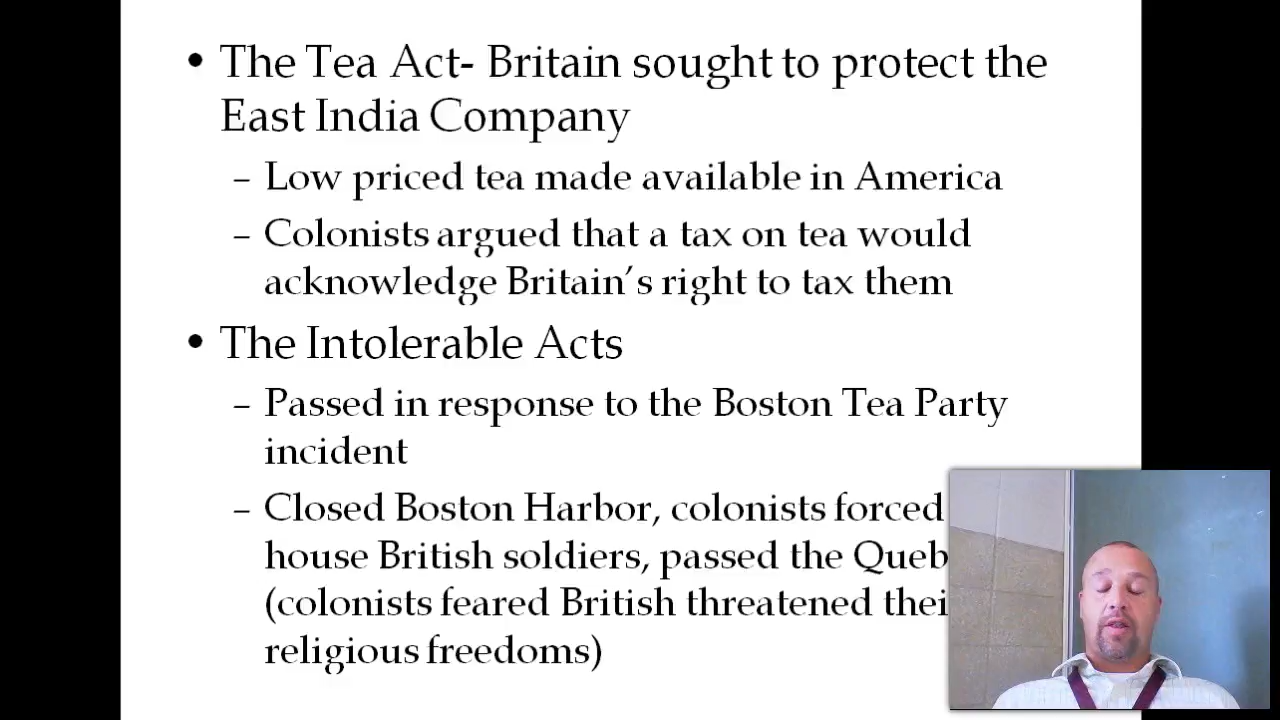 • The Tea Act- Britain sought to protect the
East India Company
– Low priced tea made available in America
– Colonists argued that a tax on tea would
acknowledge Britain’s right to tax them
• The Intolerable Acts
– Passed in response to the Boston Tea Party
incident
– Closed Boston Harbor, colonists forced
house British soldiers, passed the
(colonists feared British threatened
religious freedoms)